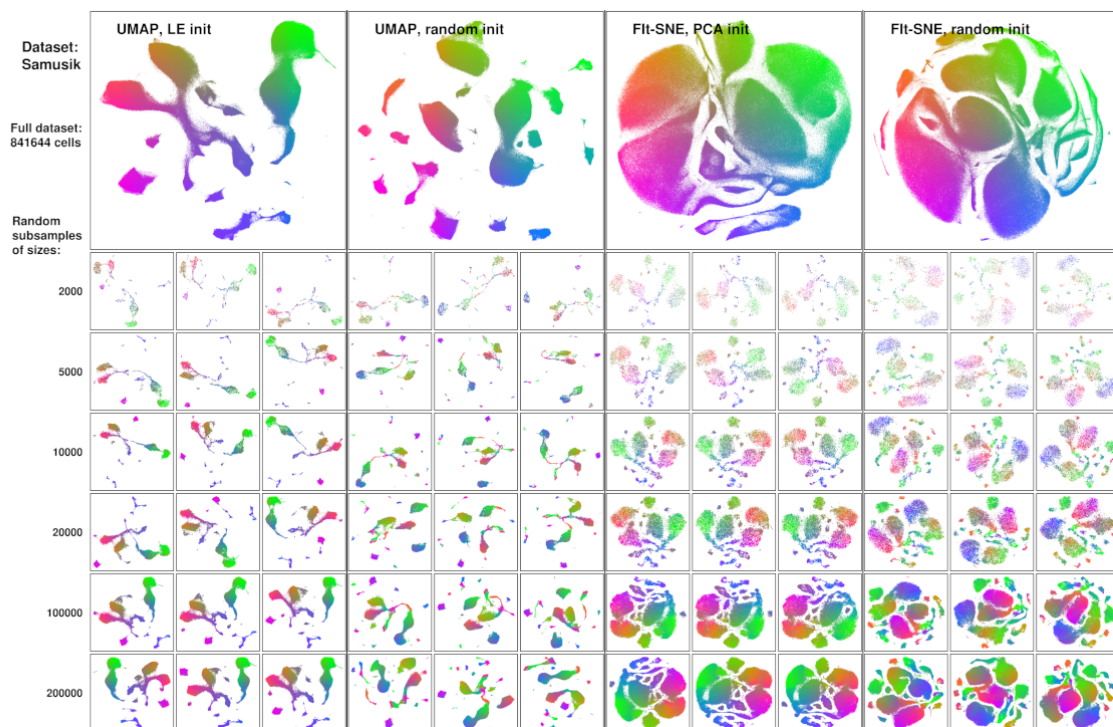 UMAP, LE init
UMAP, random init
FIt-SNE, PCA init
FIt-SNE, random init
Dataset:
Samusik
Full dataset:
841644 cells
Random
subsamples
of sizes:
2000
5000
10000
20000
100000
200000